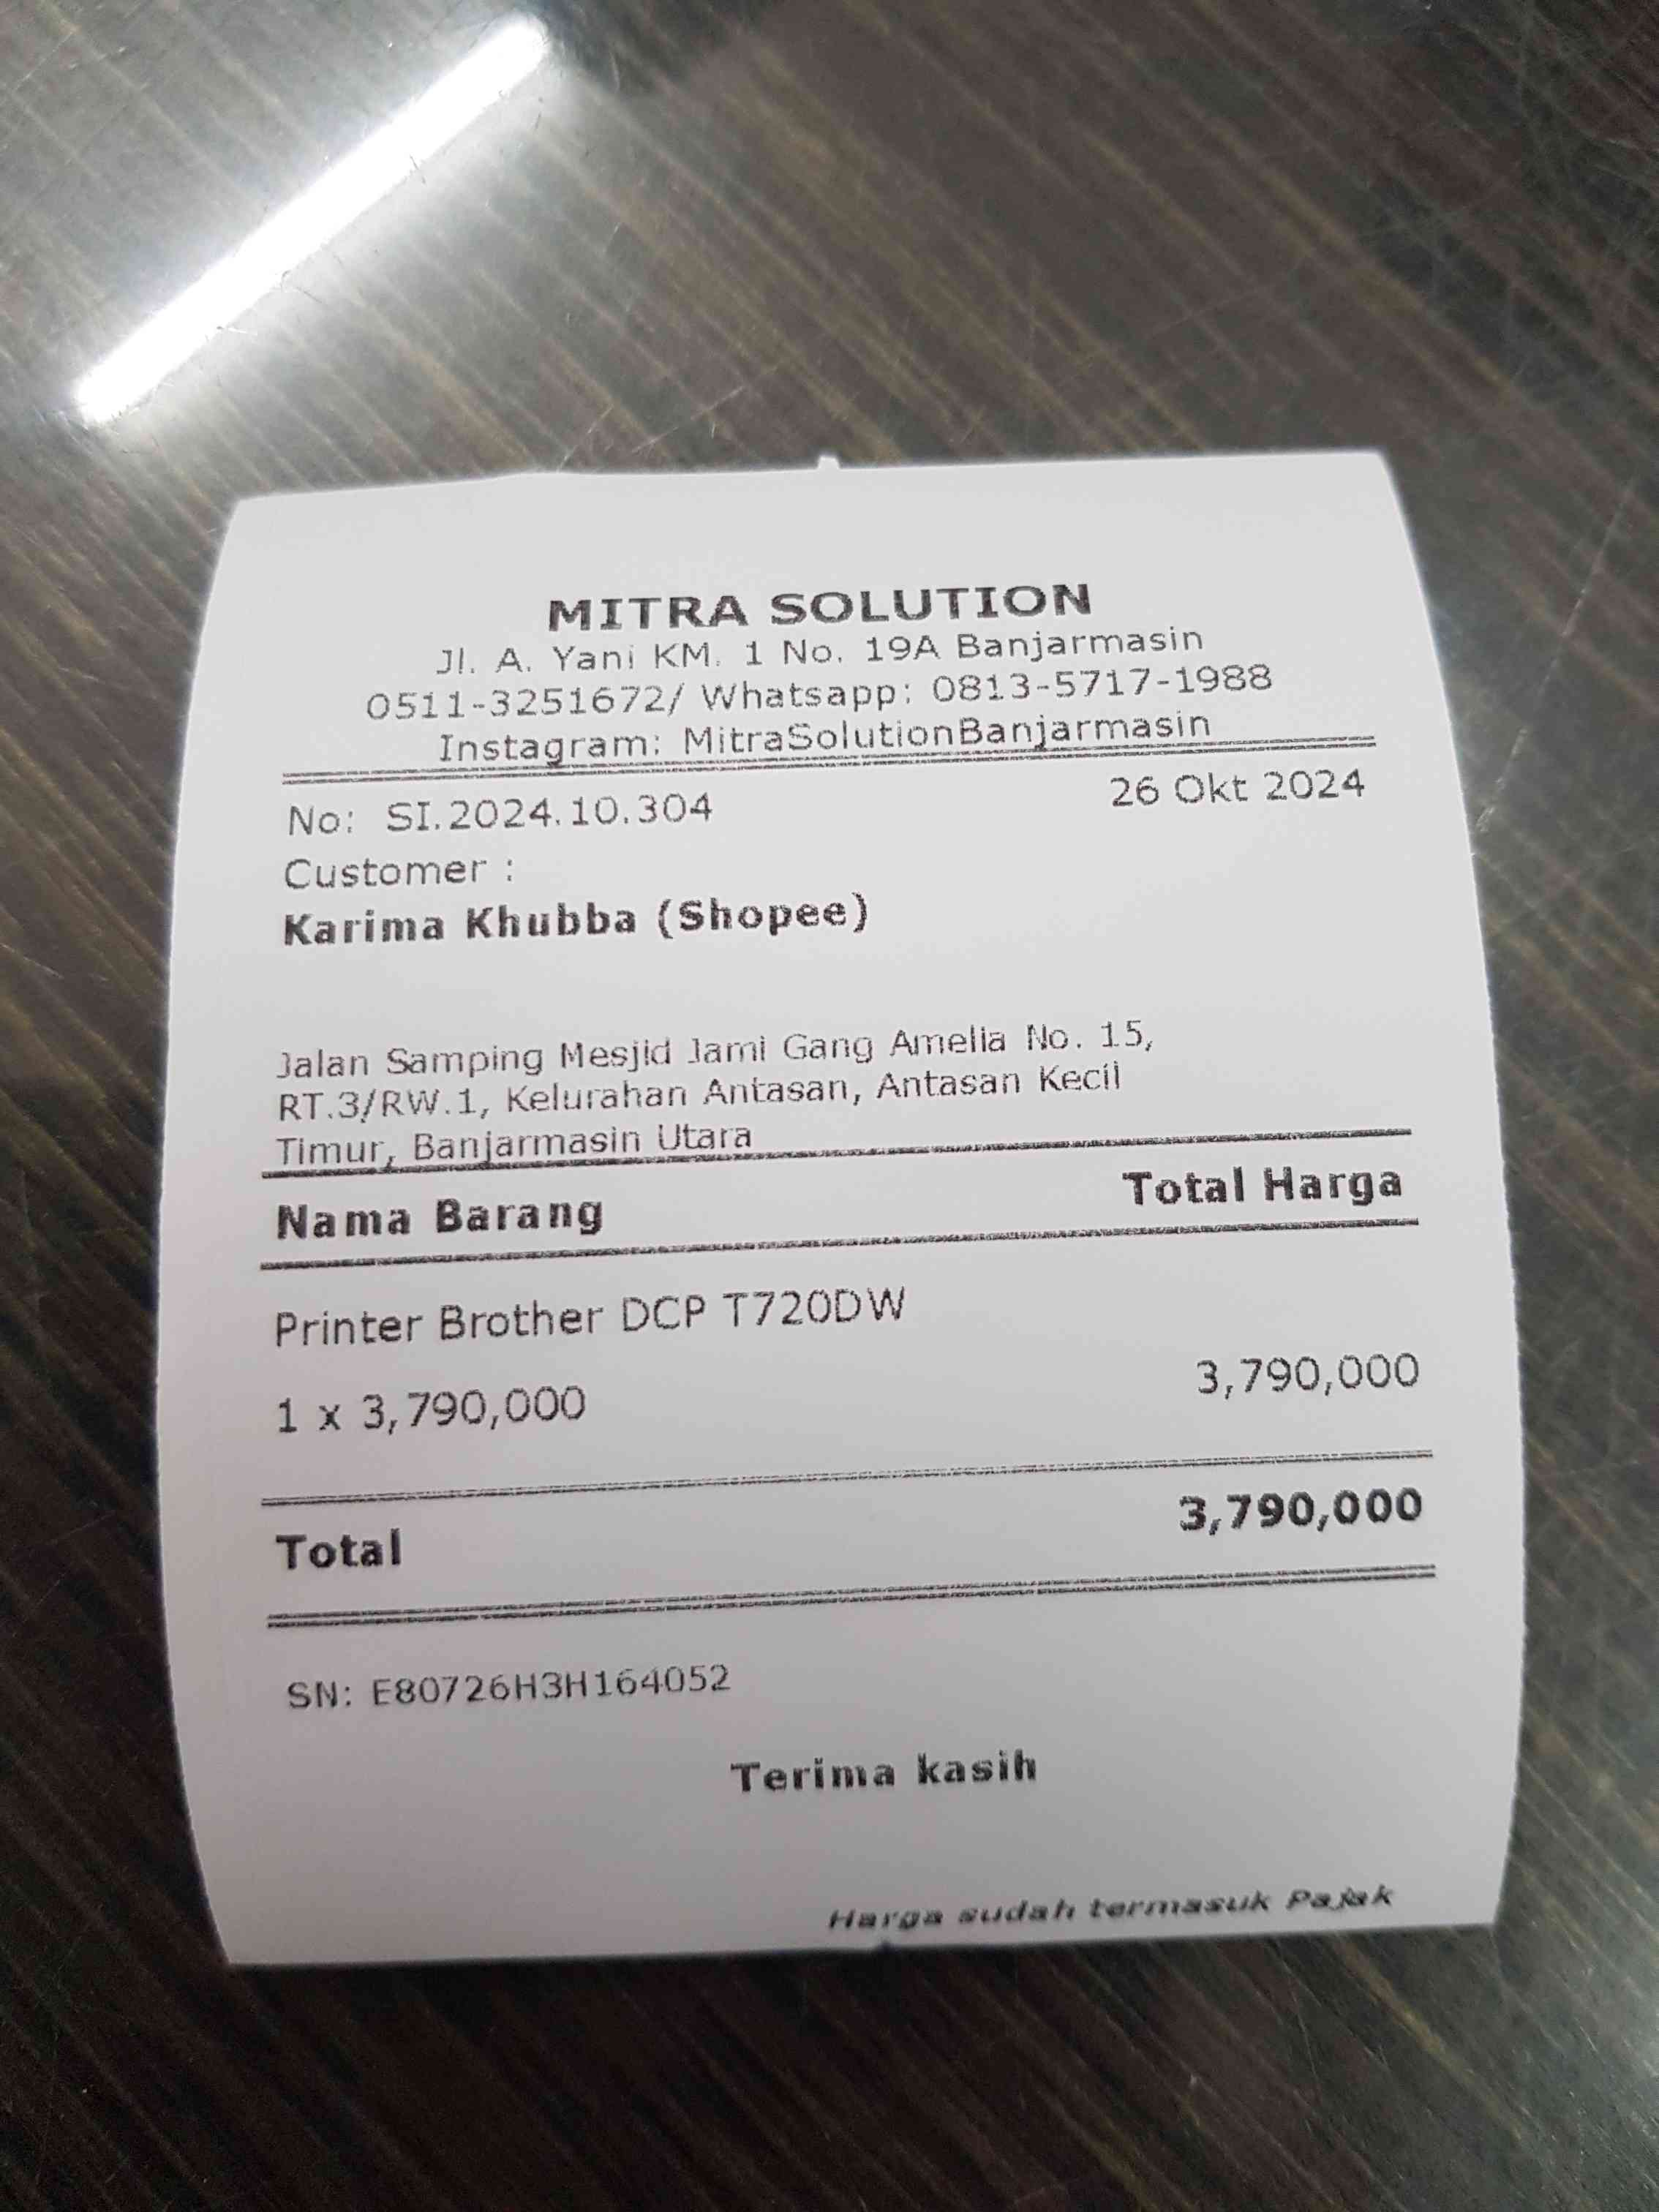 MITRA SOLUTION
Jl. A. Yani KM. 1 No. 19A Banjarmasin
0511-3251672/ Whatsapp: 0813-5717-1988
Instagram: MitraSolutionBanjarmasin
No: SI.2024.10.304 26 Okt 2024
Customer :
Karima Khubba (Shopee)
Jalan Samping Mesjid Jami Gang Amelia No. 15,
RT.3/RW.1, Kelurahan Antasan, Antasan Kecil
Timur, Banjarmasin Utara
Nama Barang Total Harga
Printer Brother DCP T720DW
1 x 3,790,000 3,790,000
Total 3,790,000
SN: E80726H3H164052
Terima kasih
Harga sudah termasuk Pajak